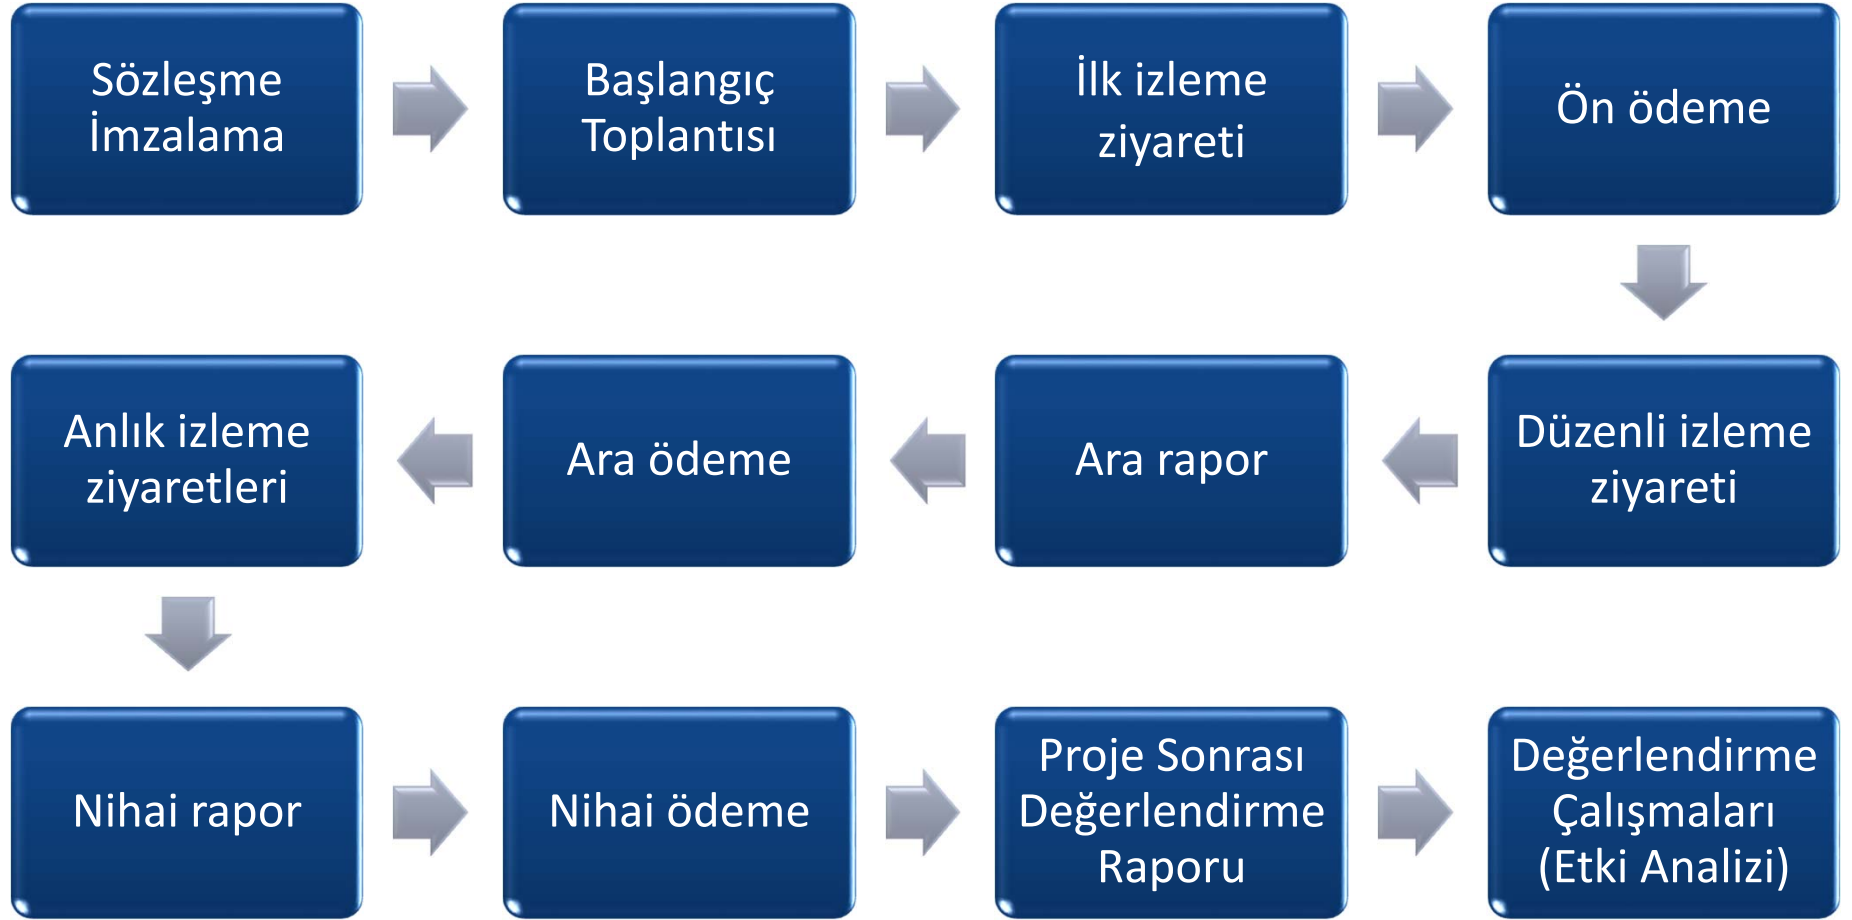 Sözleşme
İmzalama
Başlangıç
Toplantısı
İlk izleme
ziyareti
Ön ödeme
Düzenli izleme
ziyareti
Ara rapor
Ara ödeme
Anlık izleme
ziyaretleri
Nihai rapor
Nihai ödeme
Proje Sonrası
Değerlendirme
Raporu
Değerlendirme
Çalışmaları
(Etki Analizi)